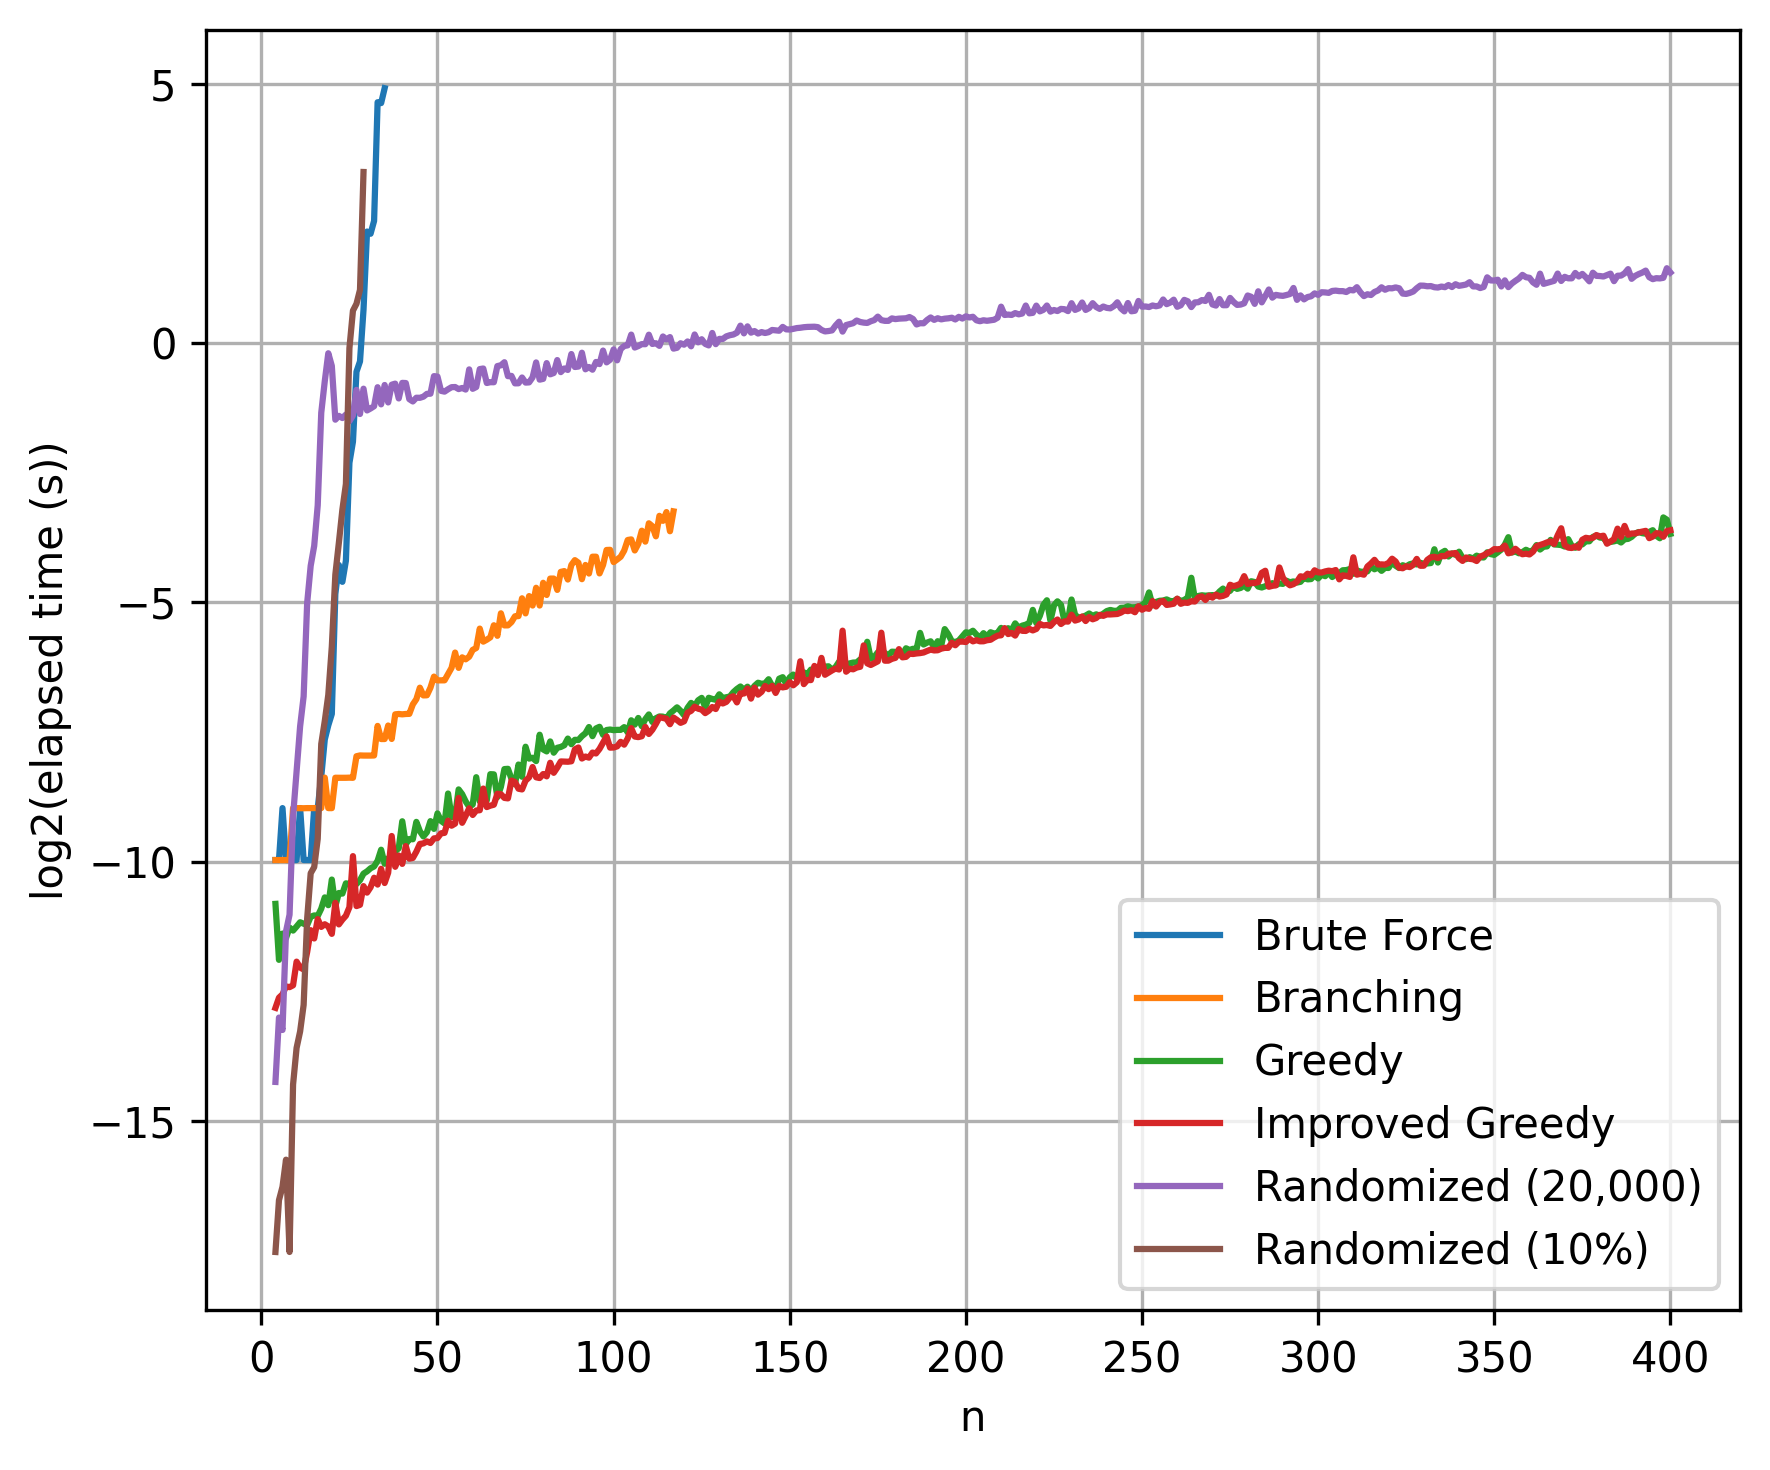 5
0
−5
−10
−15
log2(elapsed time (s))
0 50 100 150 200 250 300 350 400
n
Brute Force
Branching
Greedy
Improved Greedy
Randomized (20,000)
Randomized (10%)